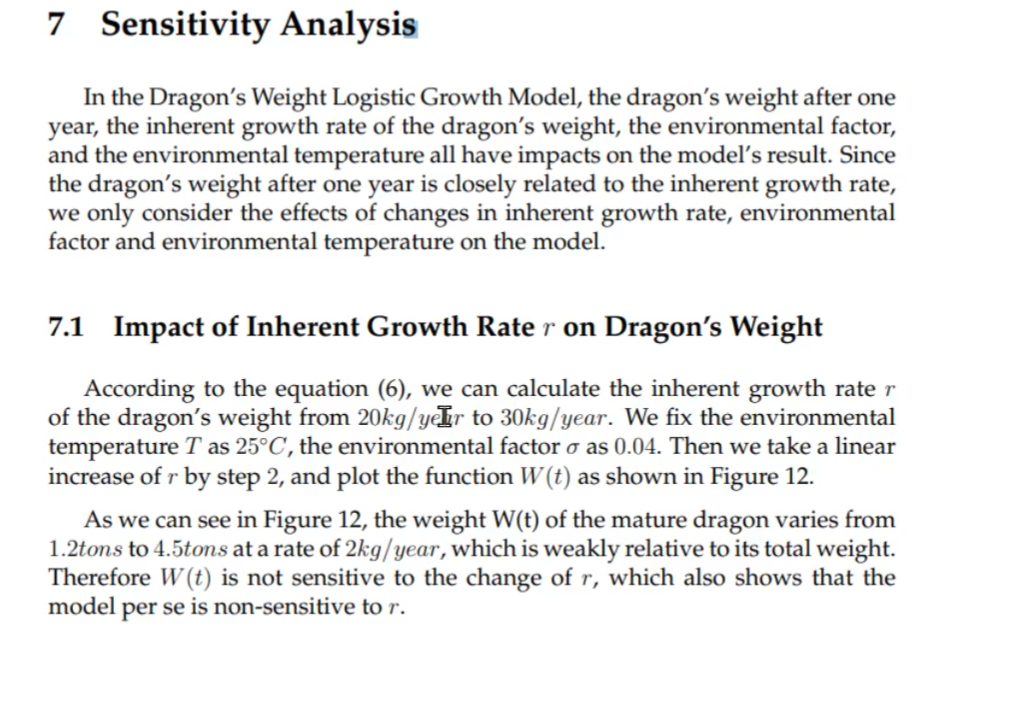 7 Sensitivity Analysis
In the Dragon's Weight Logistic Growth Model, the dragon's weight after one
year, the inherent growth rate of the dragon's weight, the environmental factor,
and the environmental temperature all have impacts on the model's result. Since
the dragon's weight after one year is closely related to the inherent growth rate,
we only consider the effects of changes in inherent growth rate, environmental
factor and environmental temperature on the model.
7.1 Impact of Inherent Growth Rate r on Dragon's Weight
According to the equation (6), we can calculate the inherent growth rate r
of the dragon's weight from 20kg/year to 30kg/year. We fix the environmental
temperature T as 25°C, the environmental factor σ as 0.04. Then we take a linear
increase of r by step 2, and plot the function W(t) as shown in Figure 12.
As we can see in Figure 12, the weight W(t) of the mature dragon varies from
1.2tons to 4.5tons at a rate of 2kg/year, which is weakly relative to its total weight.
Therefore W(t) is not sensitive to the change of r, which also shows that the
model per se is non-sensitive to r.